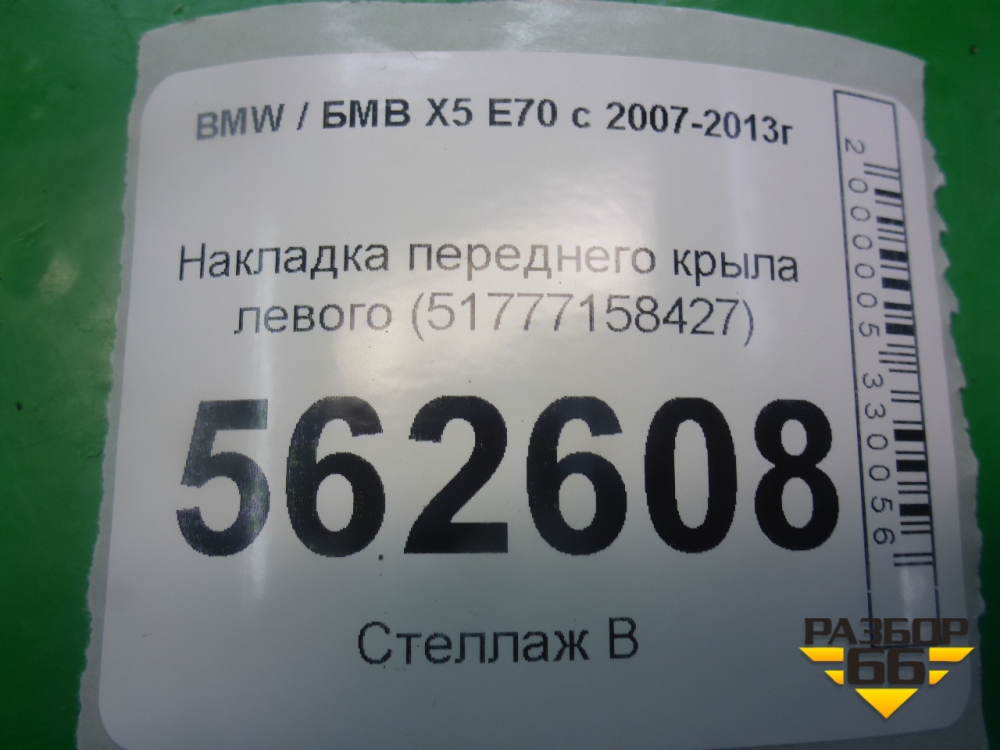 BMW / БМВ X5 E70 с 2007-2013г
Накладка переднего крыла
левого (51777158427)
562608
Стеллаж В
2000005330056
РАЗБОР
66